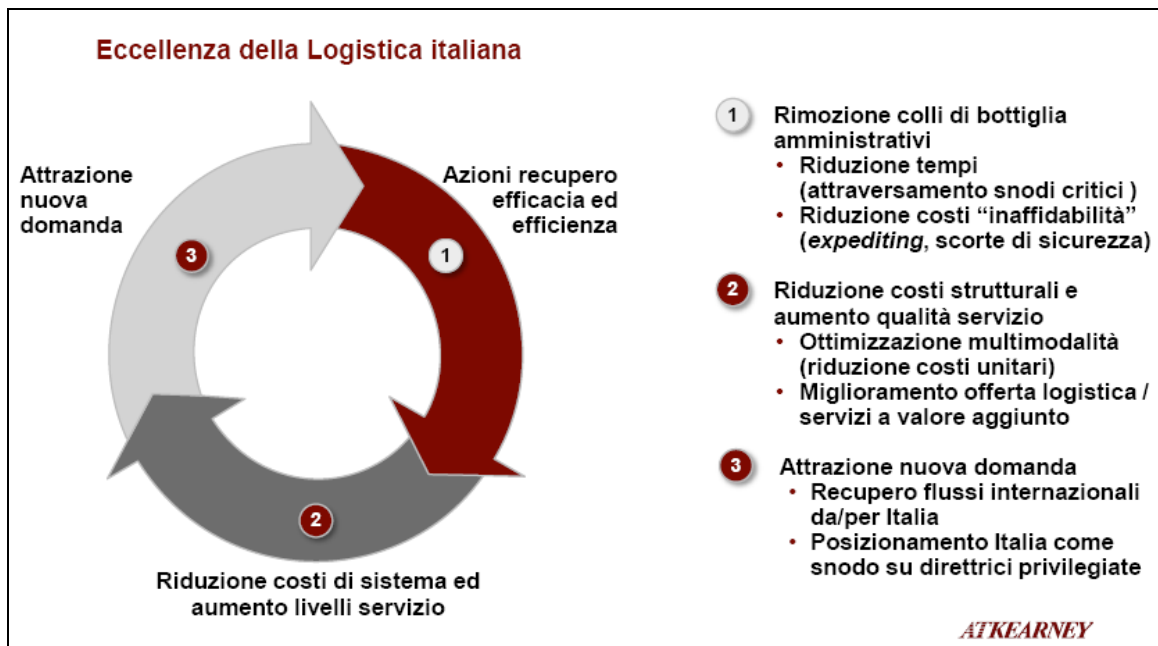 Eccellenza della Logistica italiana
Attrazione
nuova
domanda
Azioni recupero
efficacia ed
efficienza
1
3
2
Riduzione costi di sistema ed
aumento livelli servizio
1 Rimozione colli di bottiglia
amministrativi
• Riduzione tempi
(attraversamento snodi critici )
• Riduzione costi “inaffidabilità”
(expediting, scorte di sicurezza)
2 Riduzione costi strutturali e
aumento qualità servizio
• Ottimizzazione multimodalità
(riduzione costi unitari)
• Miglioramento offerta logistica /
servizi a valore aggiunto
3 Attrazione nuova domanda
• Recupero flussi internazionali
da/per Italia
• Posizionamento Italia come
snodo su direttrici privilegiate
ATKEARNEY